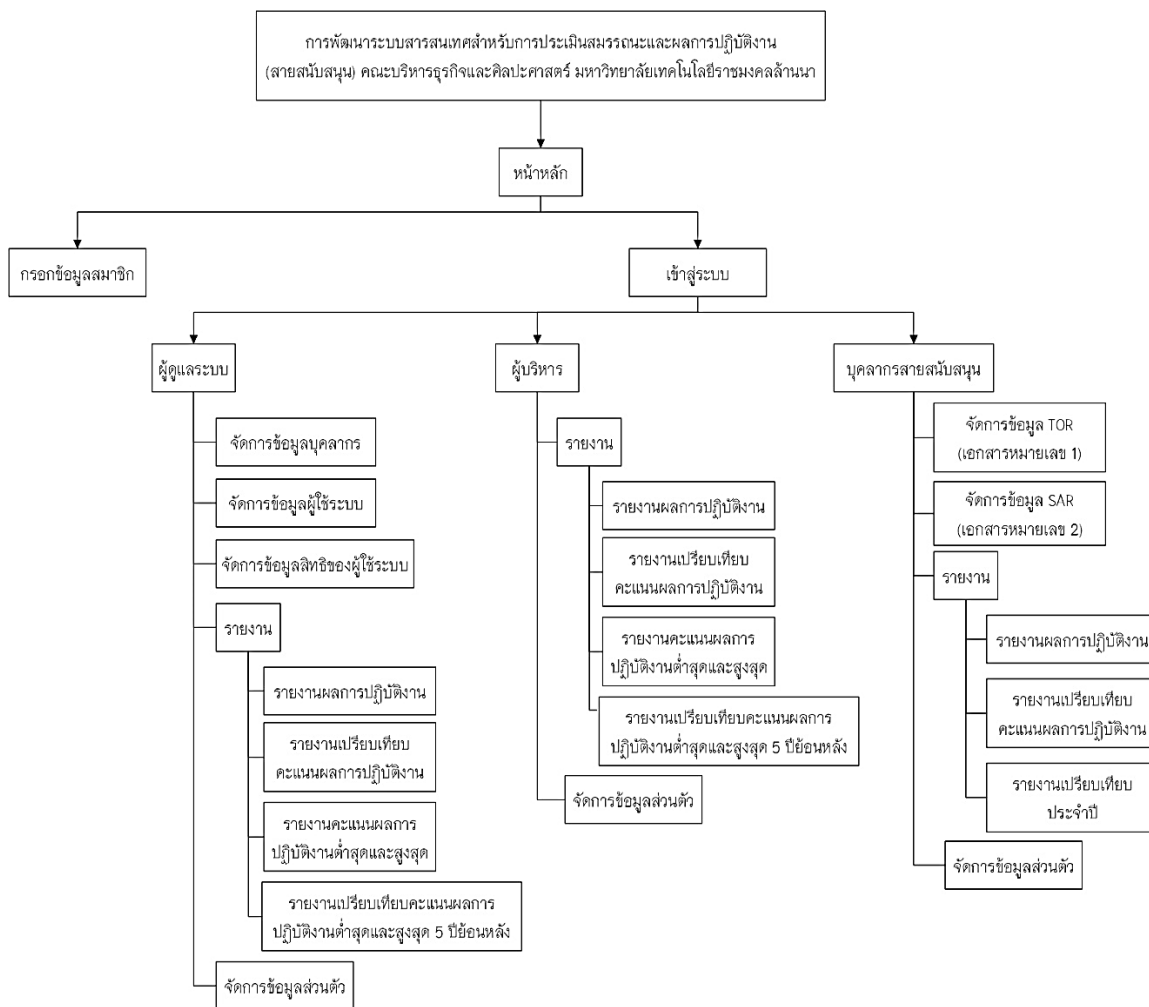 การพัฒนาระบบสารสนเทศสำหรับการประเมินสมรรถนะและผลการปฏิบัติงาน
(สายสนับสนุน) คณะบริหารธุรกิจและศิลปะศาสตร์ มหาวิทยาลัยเทคโนโลยีราชมงคลล้านนา
หน้าหลัก
กรอกข้อมูลสมาชิก
เข้าสู่ระบบ
ผู้ดูแลระบบ
จัดการข้อมูลบุคลากร
จัดการข้อมูลผู้ใช้ระบบ
จัดการข้อมูลสิทธิของผู้ใช้ระบบ
รายงาน
รายงานผลการปฏิบัติงาน
รายงานเปรียบเทียบ
คะแนนผลการปฏิบัติงาน
รายงานคะแนนผลการ
ปฏิบัติงานต่ำสุดและสูงสุด
รายงานเปรียบเทียบคะแนนผลการ
ปฏิบัติงานต่ำสุดและสูงสุด 5 ปีย้อนหลัง
จัดการข้อมูลส่วนตัว
ผู้บริหาร
รายงาน
รายงานผลการปฏิบัติงาน
รายงานเปรียบเทียบ
คะแนนผลการปฏิบัติงาน
รายงานคะแนนผลการ
ปฏิบัติงานต่ำสุดและสูงสุด
รายงานเปรียบเทียบคะแนนผลการ
ปฏิบัติงานต่ำสุดและสูงสุด 5 ปีย้อนหลัง
จัดการข้อมูลส่วนตัว
บุคลากรสายสนับสนุน
จัดการข้อมูล TOR
(เอกสารหมายเลข 1)
จัดการข้อมูล SAR
(เอกสารหมายเลข 2)
รายงาน
รายงานผลการปฏิบัติงาน
รายงานเปรียบเทียบ
คะแนนผลการปฏิบัติงาน
รายงานเปรียบเทียบ
ประจำปี
จัดการข้อมูลส่วนตัว